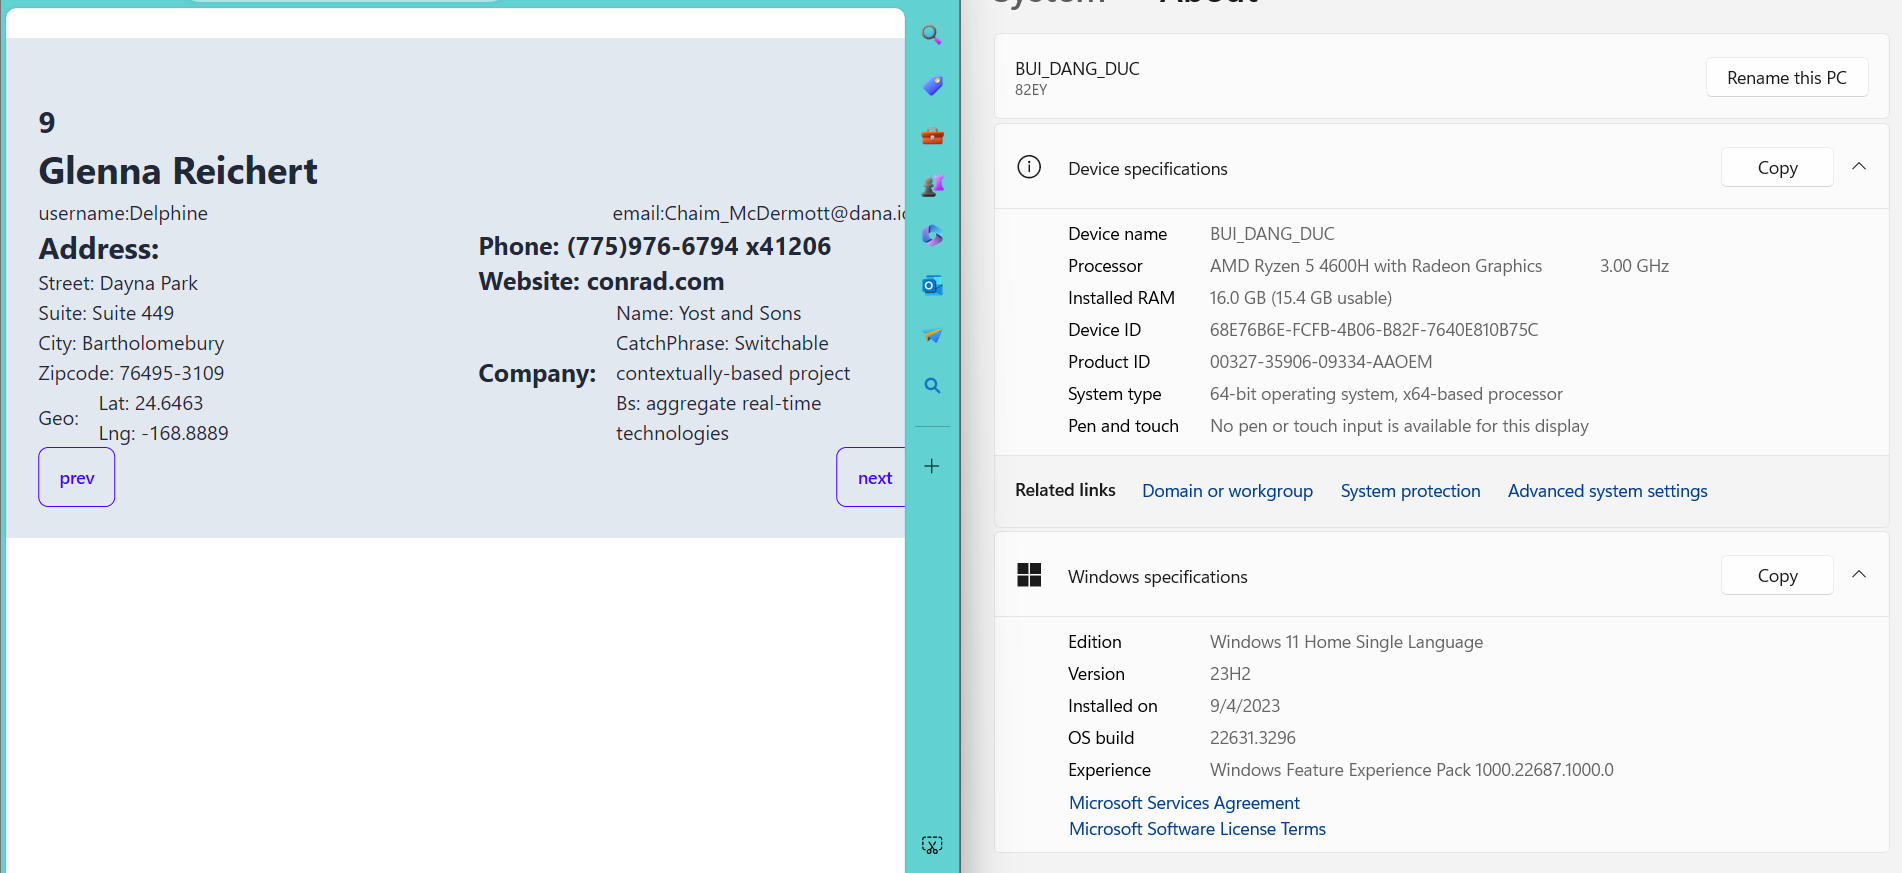 9
Glenna Reichert
username:Delphine
email:Chaim_McDermott@dana.io
Address:
Street: Dayna Park
Suite: Suite 449
City: Bartholomebury
Zipcode: 76495-3109
Geo:
Lat: 24.6463
Lng: -168.8889
Phone: (775)976-6794 x41206
Website: conrad.com
Company:
Name: Yost and Sons
CatchPhrase: Switchable
contextually-based project
Bs: aggregate real-time
technologies
prev
next
System
About
BUI_DANG_DUC
82EY
Rename this PC
Device specifications
Copy
Device name BUI_DANG_DUC
Processor AMD Ryzen 5 4600H with Radeon Graphics 3.00 GHz
Installed RAM 16.0 GB (15.4 GB usable)
Device ID 68E76B6E-FCFB-4B06-B82F-7640E810B75C
Product ID 00327-35906-09334-AAOEM
System type 64-bit operating system, x64-based processor
Pen and touch No pen or touch input is available for this display
Related links Domain or workgroup System protection Advanced system settings
Windows specifications
Copy
Edition Windows 11 Home Single Language
Version 23H2
Installed on 9/4/2023
OS build 22631.3296
Experience Windows Feature Experience Pack 1000.22687.1000.0
Microsoft Services Agreement
Microsoft Software License Terms